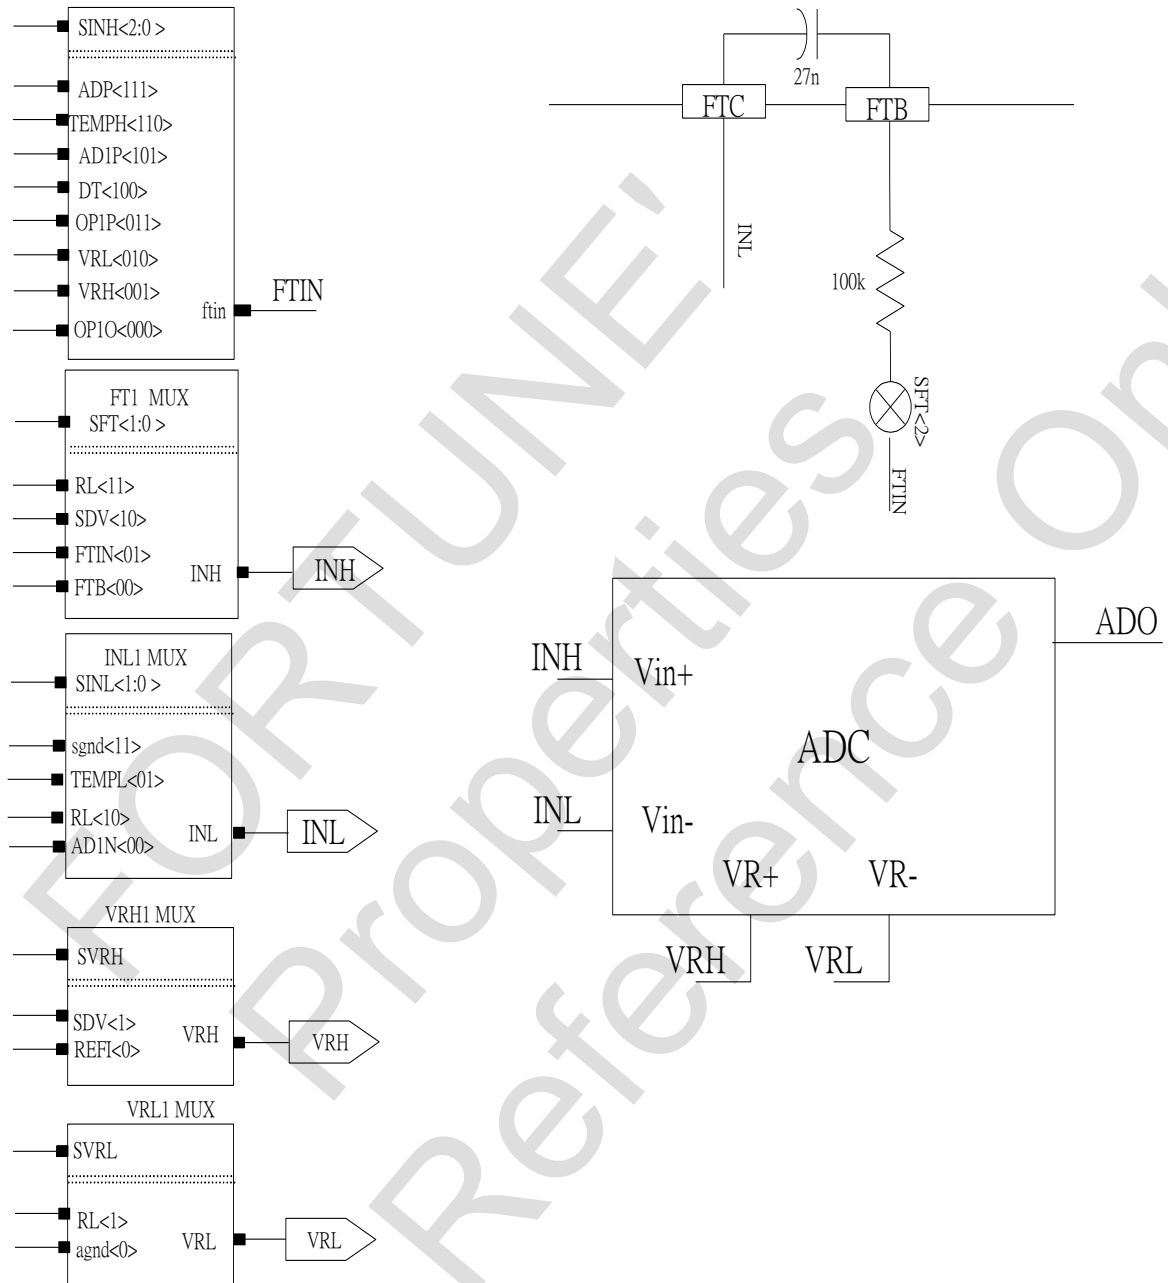 SINH<2:0 >
ADP<111>
TEMPH<110>
AD1P<101>
DT<100>
OP1P<011>
VRL<010>
VRH<001>
OP1O<000>
ftin
FTIN
FT1 MUX
SFT<1:0 >
RL<11>
SDV<10>
FTIN<01>
FTB<00>
INH
INH
INL1 MUX
SINL<1:0 >
sgnd<11>
TEMPL<01>
RL<10>
AD1N<00>
INL
INL
VRH1 MUX
SVRH
SDV<1>
REFI<0>
VRH
VRH
VRL1 MUX
SVRL
RL<1>
agnd<0>
VRL
VRL
27n
FTC
FTB
INL
100k
SFT<2>
FTIN
INH
Vin+
ADC
ADO
INL
Vin-
VR+
VR-
VRH
VRL
FORTUNE'
Properties
Reference Onl